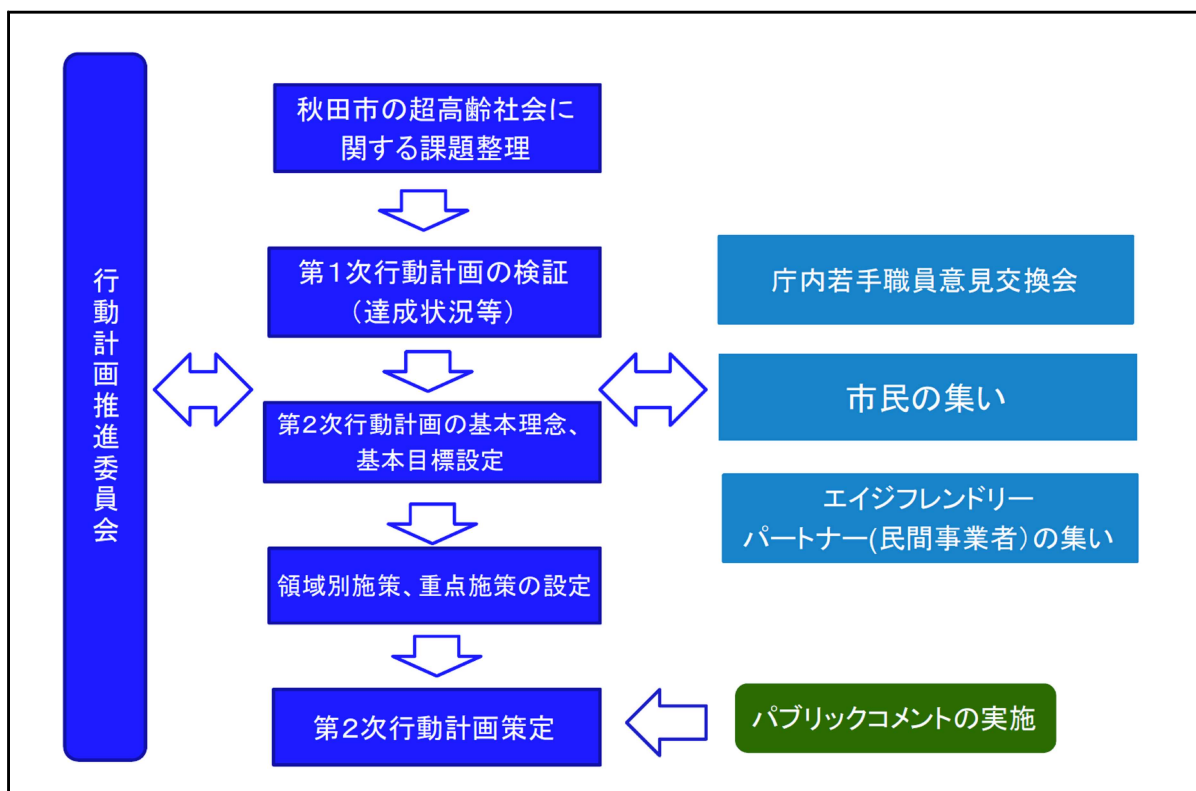 行動計画推進委員会
秋田市の超高齢社会に
関する課題整理
第1次行動計画の検証
（達成状況等）
第2次行動計画の基本理念、
基本目標設定
領域別施策、重点施策の設定
第2次行動計画策定
庁内若手職員意見交換会
市民の集い
エイジフレンドリー
パートナー(民間事業者）の集い
パブリックコメントの実施